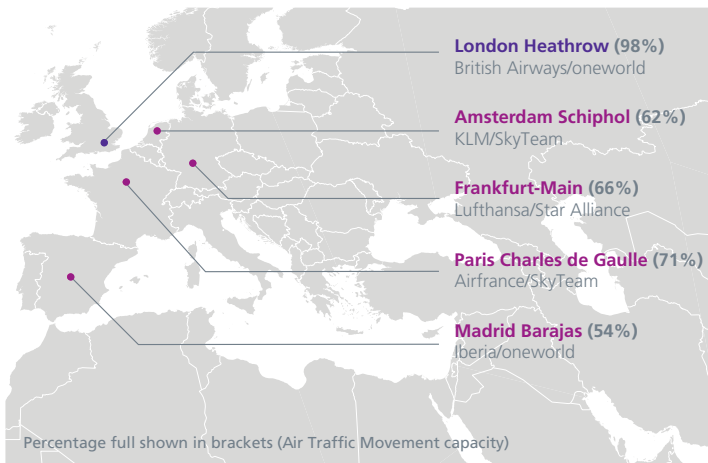 London Heathrow (98%)
British Airways/oneworld
Amsterdam Schiphol (62%)
KLM/SkyTeam
Frankfurt-Main (66%)
Lufthansa/Star Alliance
Paris Charles de Gaulle (71%)
Airfrance/SkyTeam
Madrid Barajas (54%)
Iberia/oneworld
Percentage full shown in brackets (Air Traffic Movement capacity)